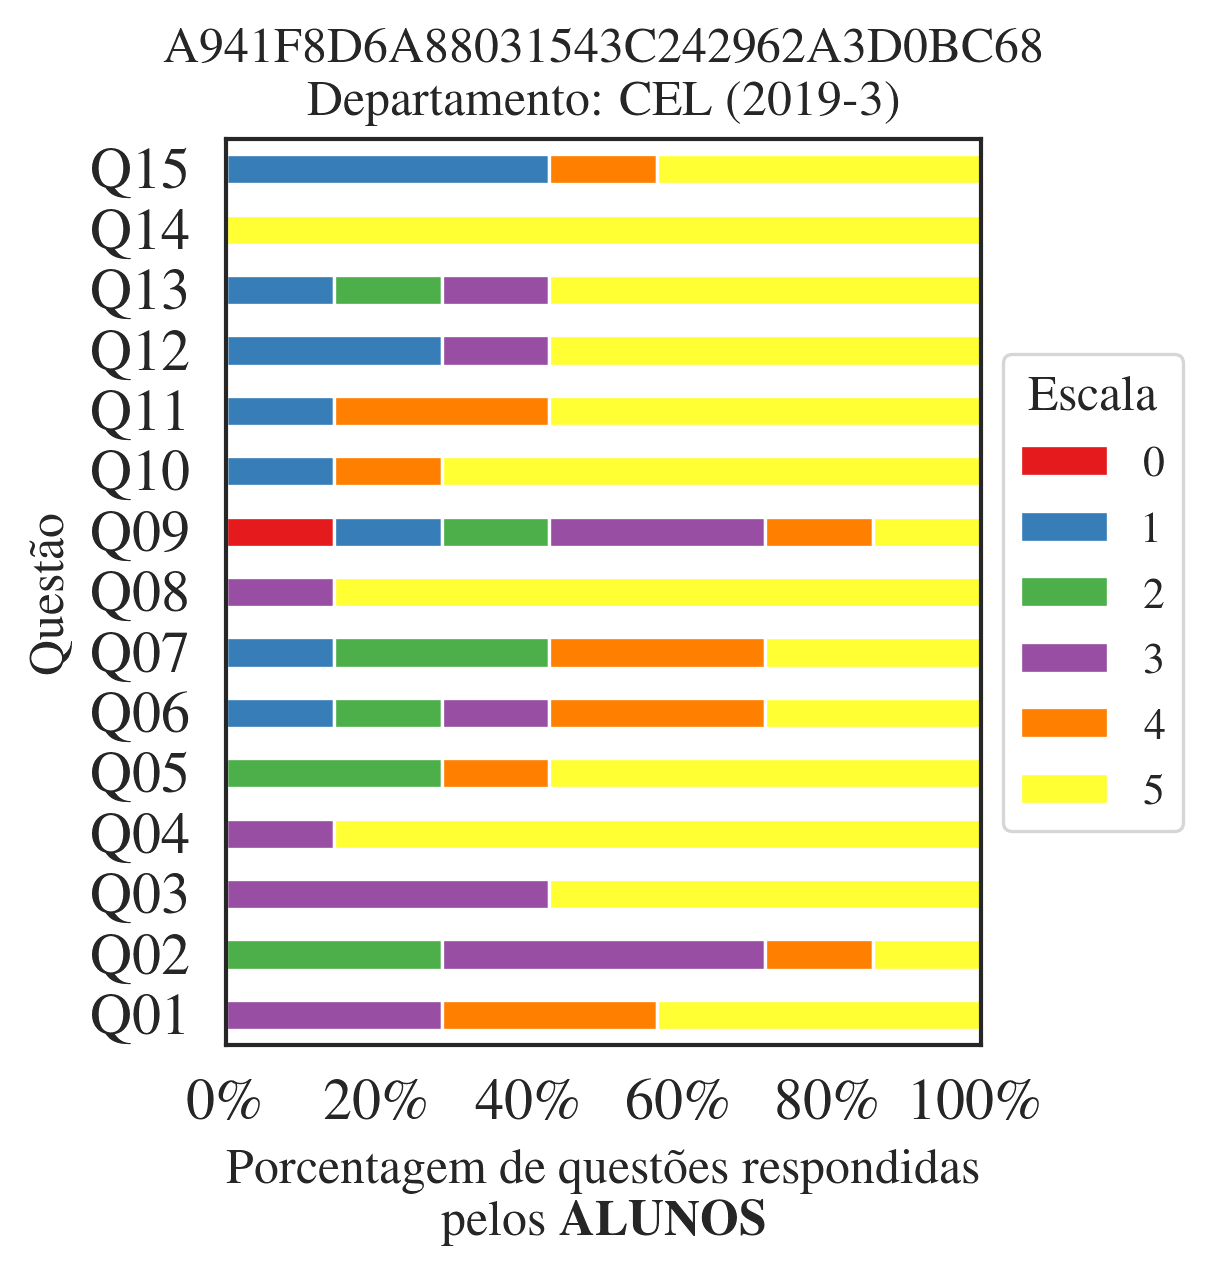 A941F8D6A88031543C242962A3D0BC68
Departamento: CEL (2019-3)
Q15
Q14
Q13
Q12
Q11
Q10
Q09
Q08
Q07
Q06
Q05
Q04
Q03
Q02
Q01
Questão
0% 20% 40% 60% 80% 100%
Porcentagem de questões respondidas
pelos ALUNOS
Escala
0
1
2
3
4
5